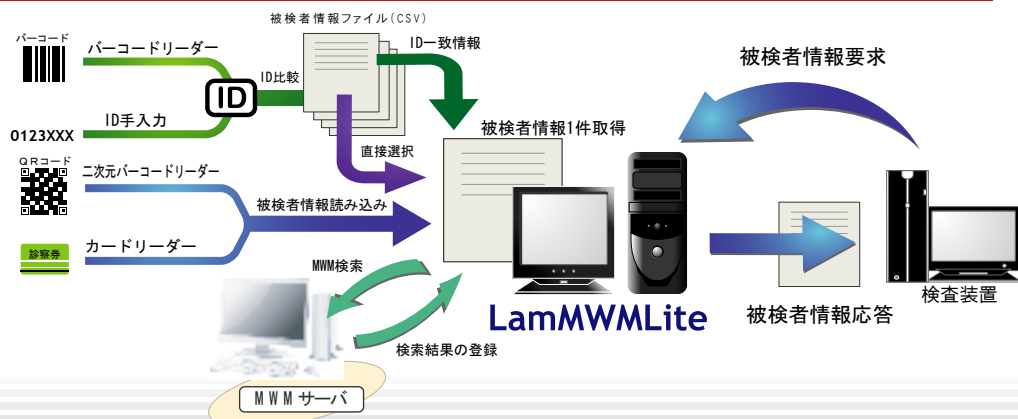 被検者情報ファイル(CSV)
バーコード
バーコードリーダー
ID一致情報
被検者情報要求
ID比較
ID
ID手入力
0123XXX
被検者情報1件取得
直接選択
QRコード
二次元バーコードリーダー
被検者情報読み込み
診察券
カードリーダー
MWM検索
検査装置
LamMWMLite
被検者情報応答
検索結果の登録
MWMサーバ